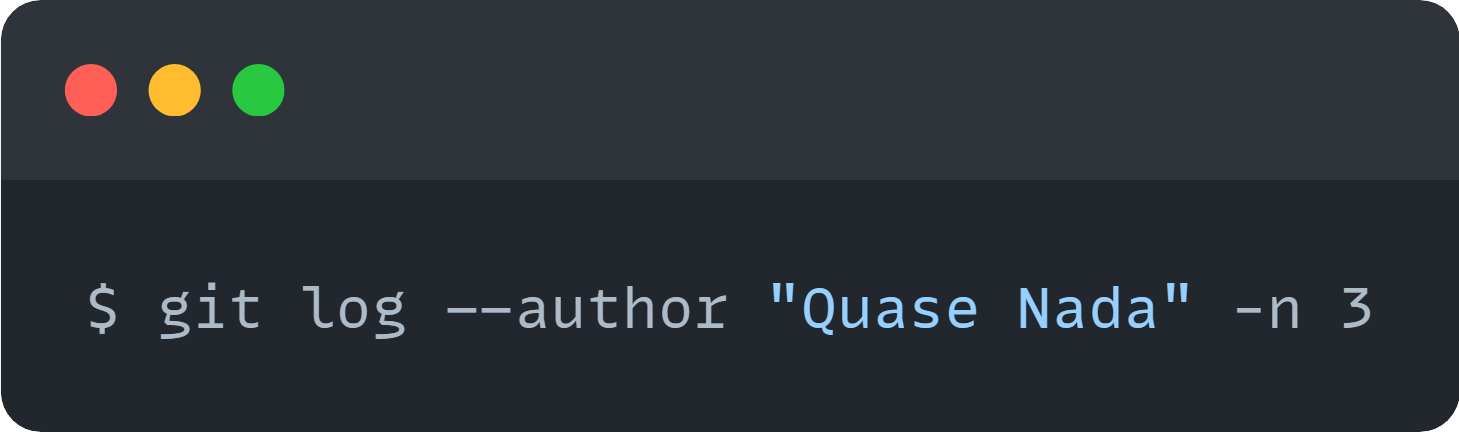 $ git log --author "Quase Nada" -n 3